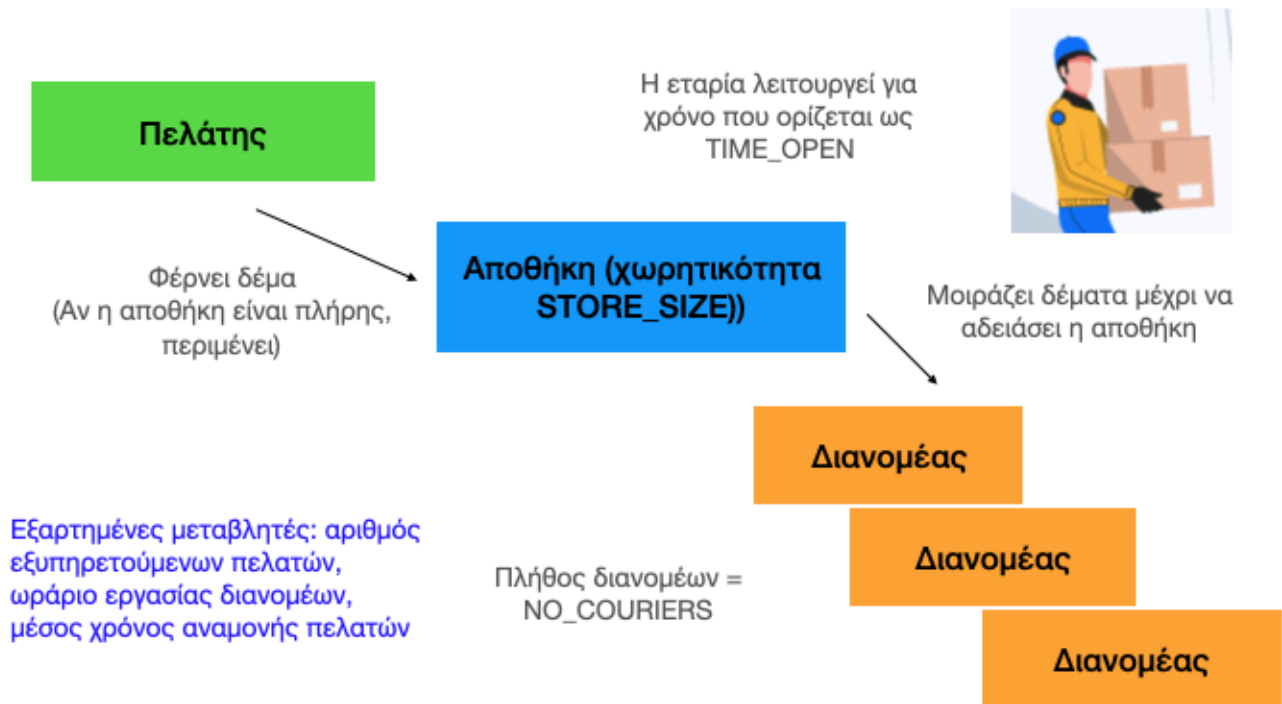 Πελάτης
Η εταρία λειτουργεί για
χρόνο που ορίζεται ως
TIME_OPEN
Φέρνει δέμα
(Αν η αποθήκη είναι πλήρης,
περιμένει)
Αποθήκη (χωρητικότητα
STORE_SIZE))
Μοιράζει δέματα μέχρι να
αδειάσει η αποθήκη
Διανομέας
Διανομέας
Διανομέας
Εξαρτημένες μεταβλητές: αριθμός
εξυπηρετούμενων πελατών,
ωράριο εργασίας διανομέων,
μέσος χρόνος αναμονής πελατών
Πλήθος διανομέων =
NO_COURIERS